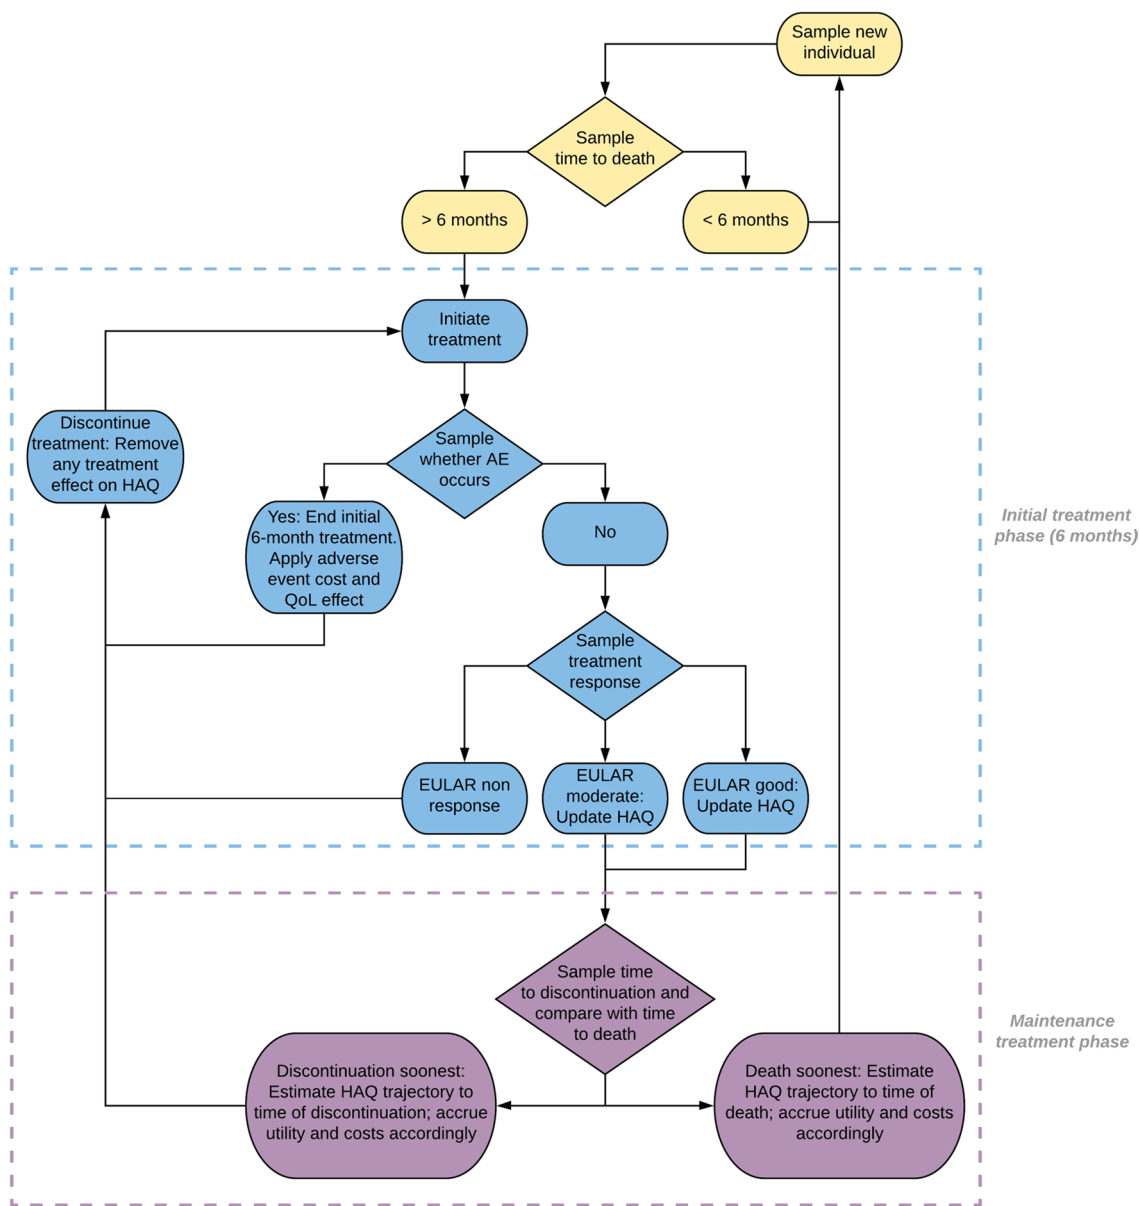 Sample new
individual
Sample
time to death
> 6 months
< 6 months
Initiate
treatment
Discontinue
treatment: Remove
any treatment
effect on HAQ
Sample
whether AE
occurs
Yes: End initial
6-month treatment.
Apply adverse
event cost and
QoL effect
No
Initial treatment
phase (6 months)
Sample
treatment
response
EULAR non
response
EULAR
moderate:
Update HAQ
EULAR good:
Update HAQ
Sample time
to discontinuation and
compare with time
to death
Maintenance
treatment phase
Discontinuation soonest:
Estimate HAQ trajectory to
time of discontinuation; accrue
utility and costs accordingly
Death soonest: Estimate
HAQ trajectory to time of
death; accrue utility and costs
accordingly